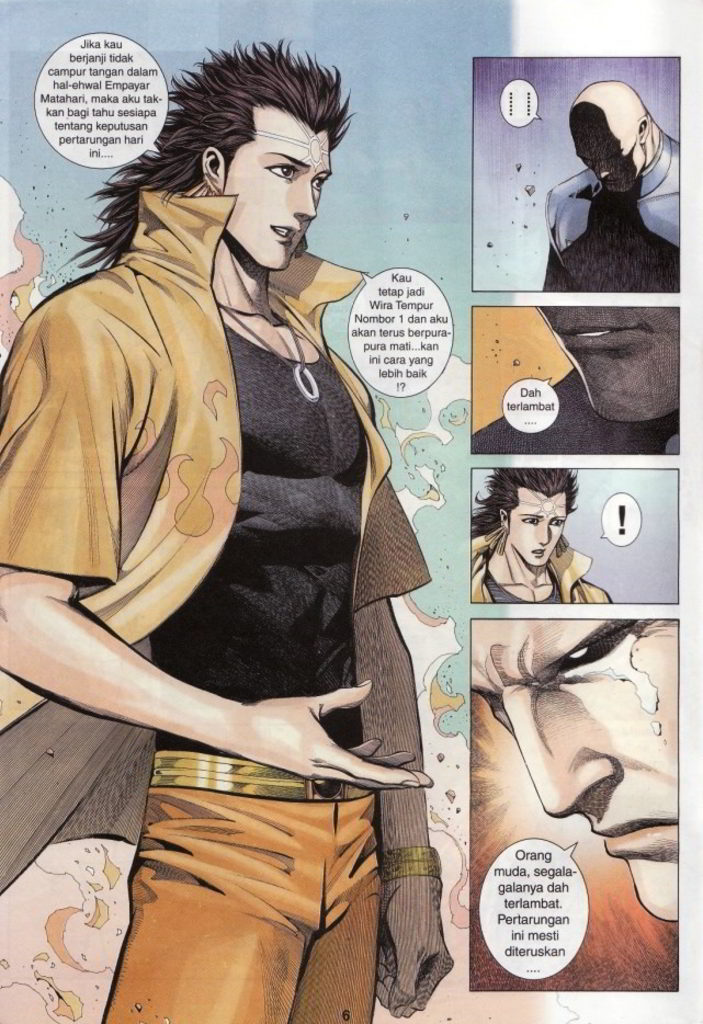 Jika kau
berjanji tidak
campur tangan dalam
hal-ehwal Empayar
Matahari, maka aku tak-
kan bagi tahu sesiapa
tentang keputusan
pertarungan hari
ini....
Kau
tetap jadi
Wira Tempur
Nombor 1 dan aku
akan terus berpura-
pura mati...kan
ini cara yang
lebih baik
!?
Dah
terlambat
....
!
Orang
muda, segala-
galanya dah
terlambat.
Pertarungan
ini mesti
diteruskan
....
6